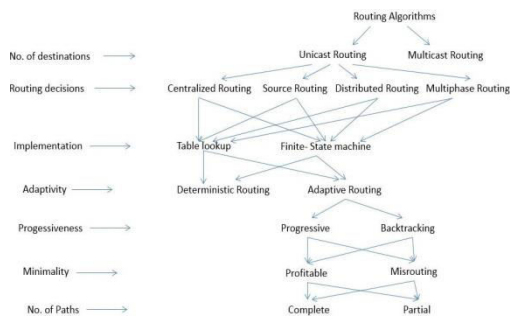 Routing Algorithms
No. of destinations Unicast Routing Multicast Routing
Routing decisions Centralized Routing Source Routing Distributed Routing Multiphase Routing
Implementation Table lookup Finite- State machine
Adaptivity Deterministic Routing Adaptive Routing
Progessiveness Progressive Backtracking
Minimality Profitable Misrouting
No. of Paths Complete Partial